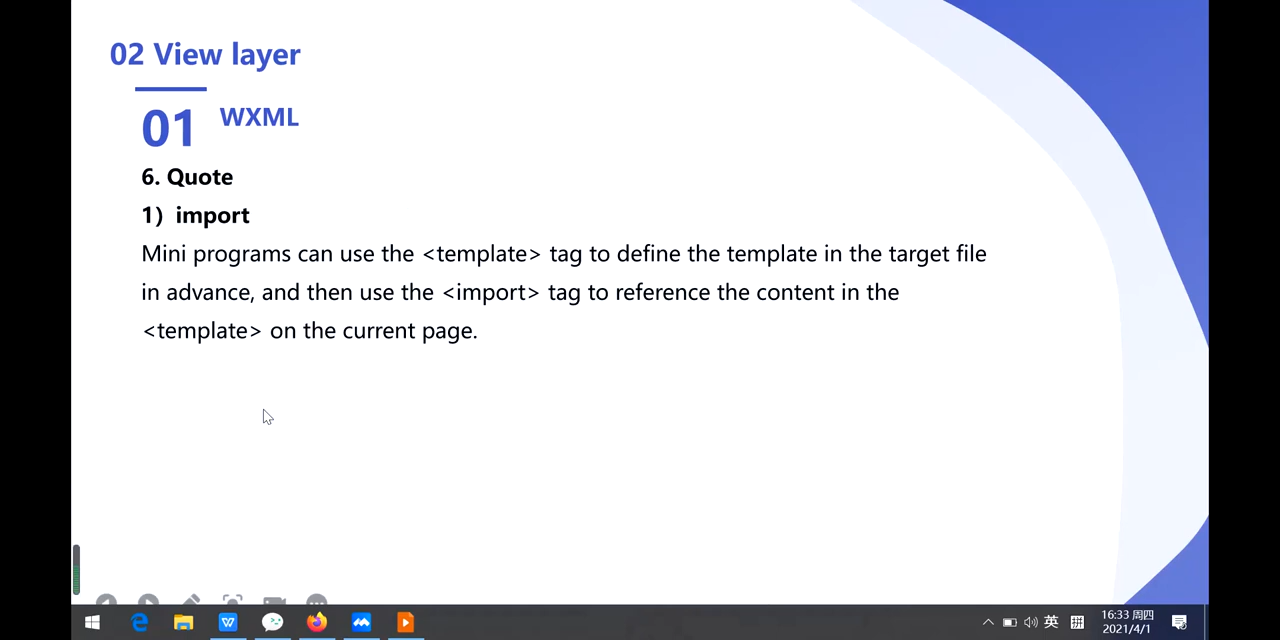 02 View layer
01 WXML
6. Quote
1) import
Mini programs can use the <template> tag to define the template in the target file
in advance, and then use the <import> tag to reference the content in the
<template> on the current page.
英
16:33 周四
2021/4/1